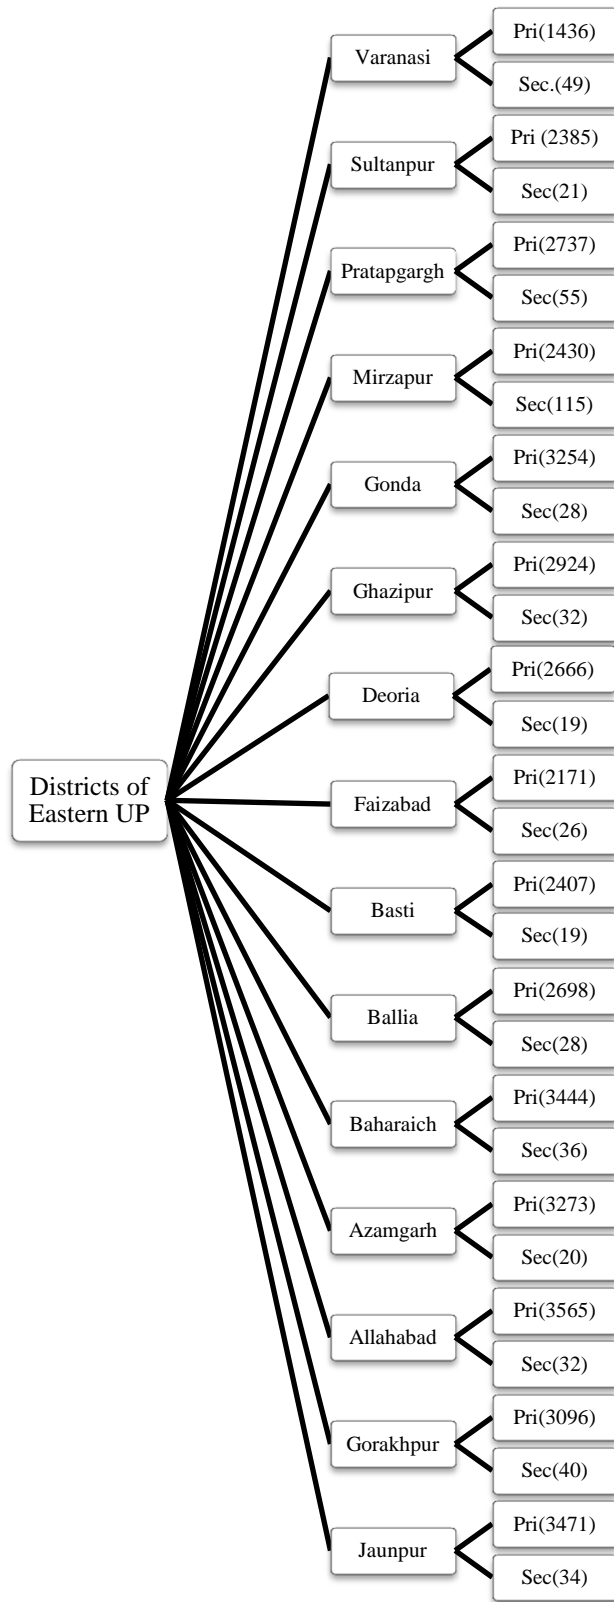 Varanasi
Pri(1436)
Sec.(49)
Sultanpur
Pri (2385)
Sec(21)
Pratapgargh
Pri(2737)
Sec(55)
Mirzapur
Pri(2430)
Sec(115)
Gonda
Pri(3254)
Sec(28)
Ghazipur
Pri(2924)
Sec(32)
Deoria
Pri(2666)
Sec(19)
Districts of
Eastern UP
Faizabad
Pri(2171)
Sec(26)
Basti
Pri(2407)
Sec(19)
Ballia
Pri(2698)
Sec(28)
Baharaich
Pri(3444)
Sec(36)
Azamgarh
Pri(3273)
Sec(20)
Allahabad
Pri(3565)
Sec(32)
Gorakhpur
Pri(3096)
Sec(40)
Jaunpur
Pri(3471)
Sec(34)